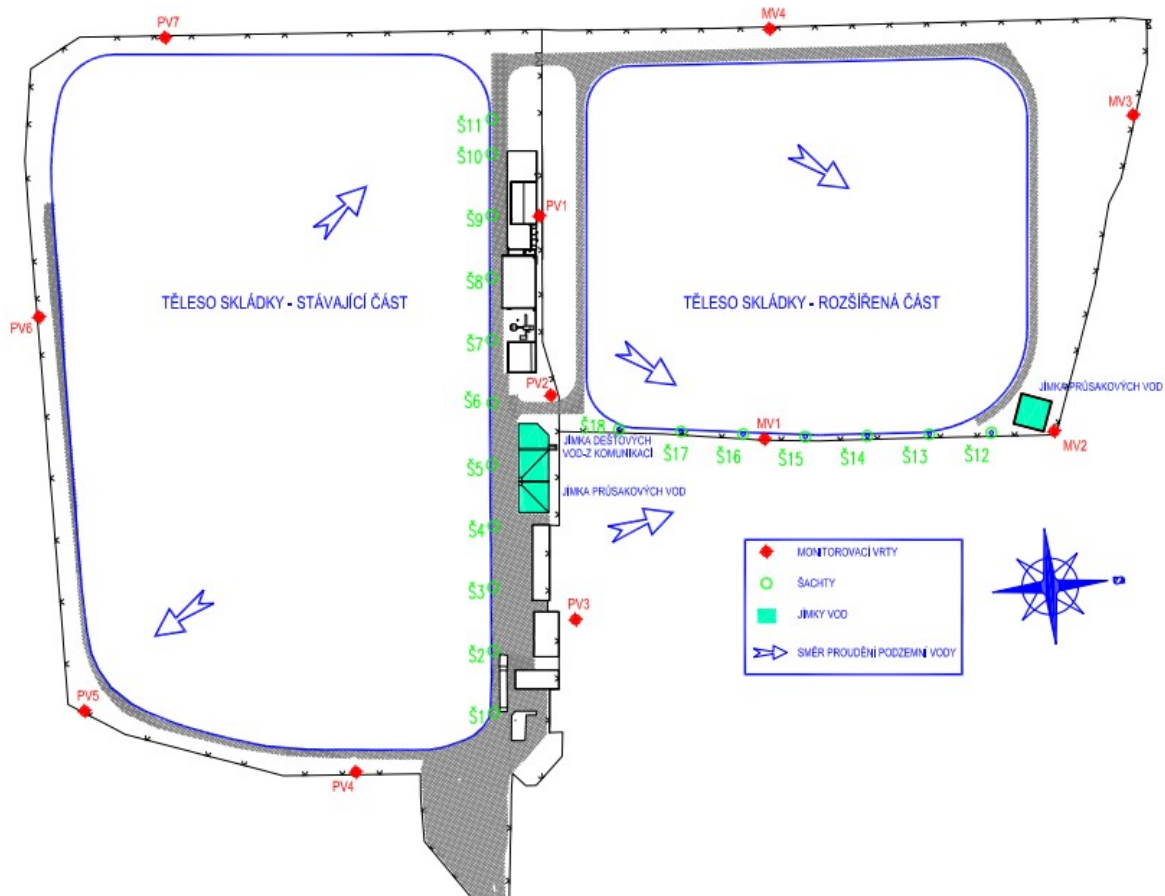 PV7
MV4
MV3
Š11
Š10
Š9
PV1
Š8
TĚLESO SKLÁDKY - STÁVAJÍCÍ ČÁST
TĚLESO SKLÁDKY - ROZŠÍŘENÁ ČÁST
PV6
Š7
PV2
JÍMKA PRŮSAKOVÝCH VOD
Š6
Š18
JÍMKA DEŠTOVÝCH
VOD-Z KOMUNIKACÍ
Š17
Š16
MV1
Š15
Š14
Š13
Š12
MV2
Š5
JÍMKA PRŮSAKOVÝCH VOD
Š4
MONITOROVACÍ VRTY
ŠACHTY
JÍMKY VOD
SMĚR PROUDĚNÍ PODZEMNÍ VODY
Š3
PV3
Š2
PV5
Š1
PV4